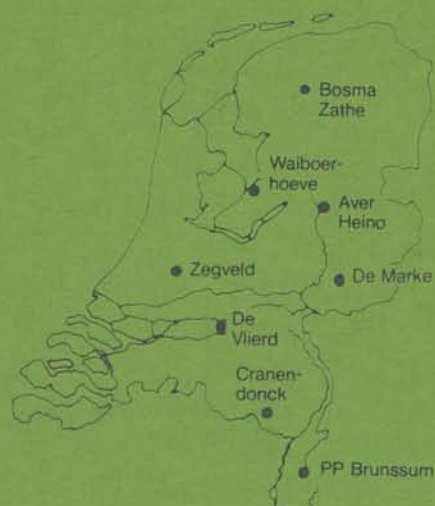 Bosma
Zathe
Waiboer-
hoeve
Aver
Heino
Zegveld
De Marke
De
Vlierd
Cranen-
donck
PP Brunssum